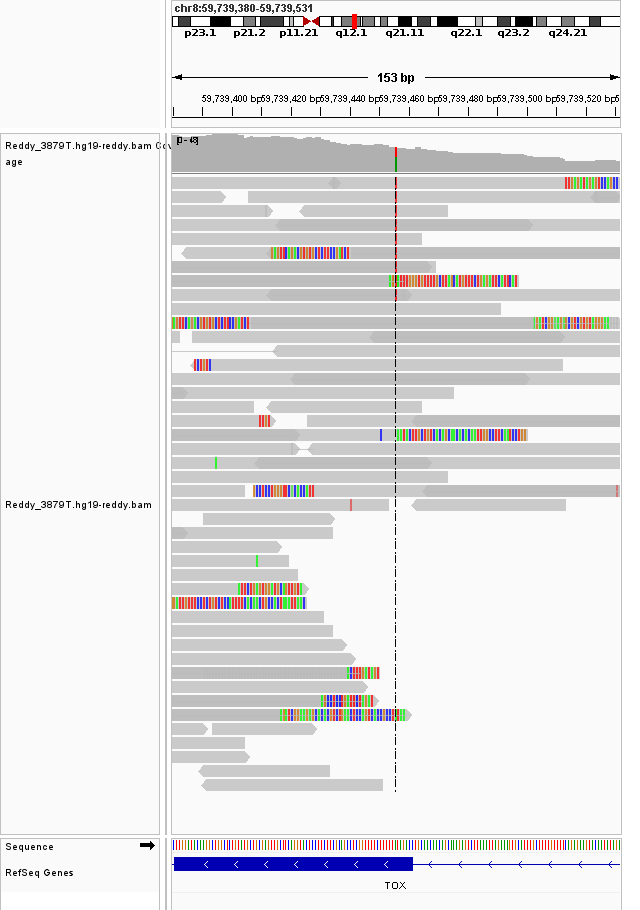 chr8:59,739,380-59,739,531
p23.1 p21.2 p11.21 q12.1 q21.11 q22.1 q23.2 q24.21
153 bp
59,739,400 bp 59,739,420 bp 59,739,440 bp 59,739,460 bp 59,739,480 bp 59,739,500 bp 59,739,520 bp
Reddy_3879T.hg19-reddy.bam Cov
age
Reddy_3879T.hg19-reddy.bam
Sequence
RefSeq Genes
TOX